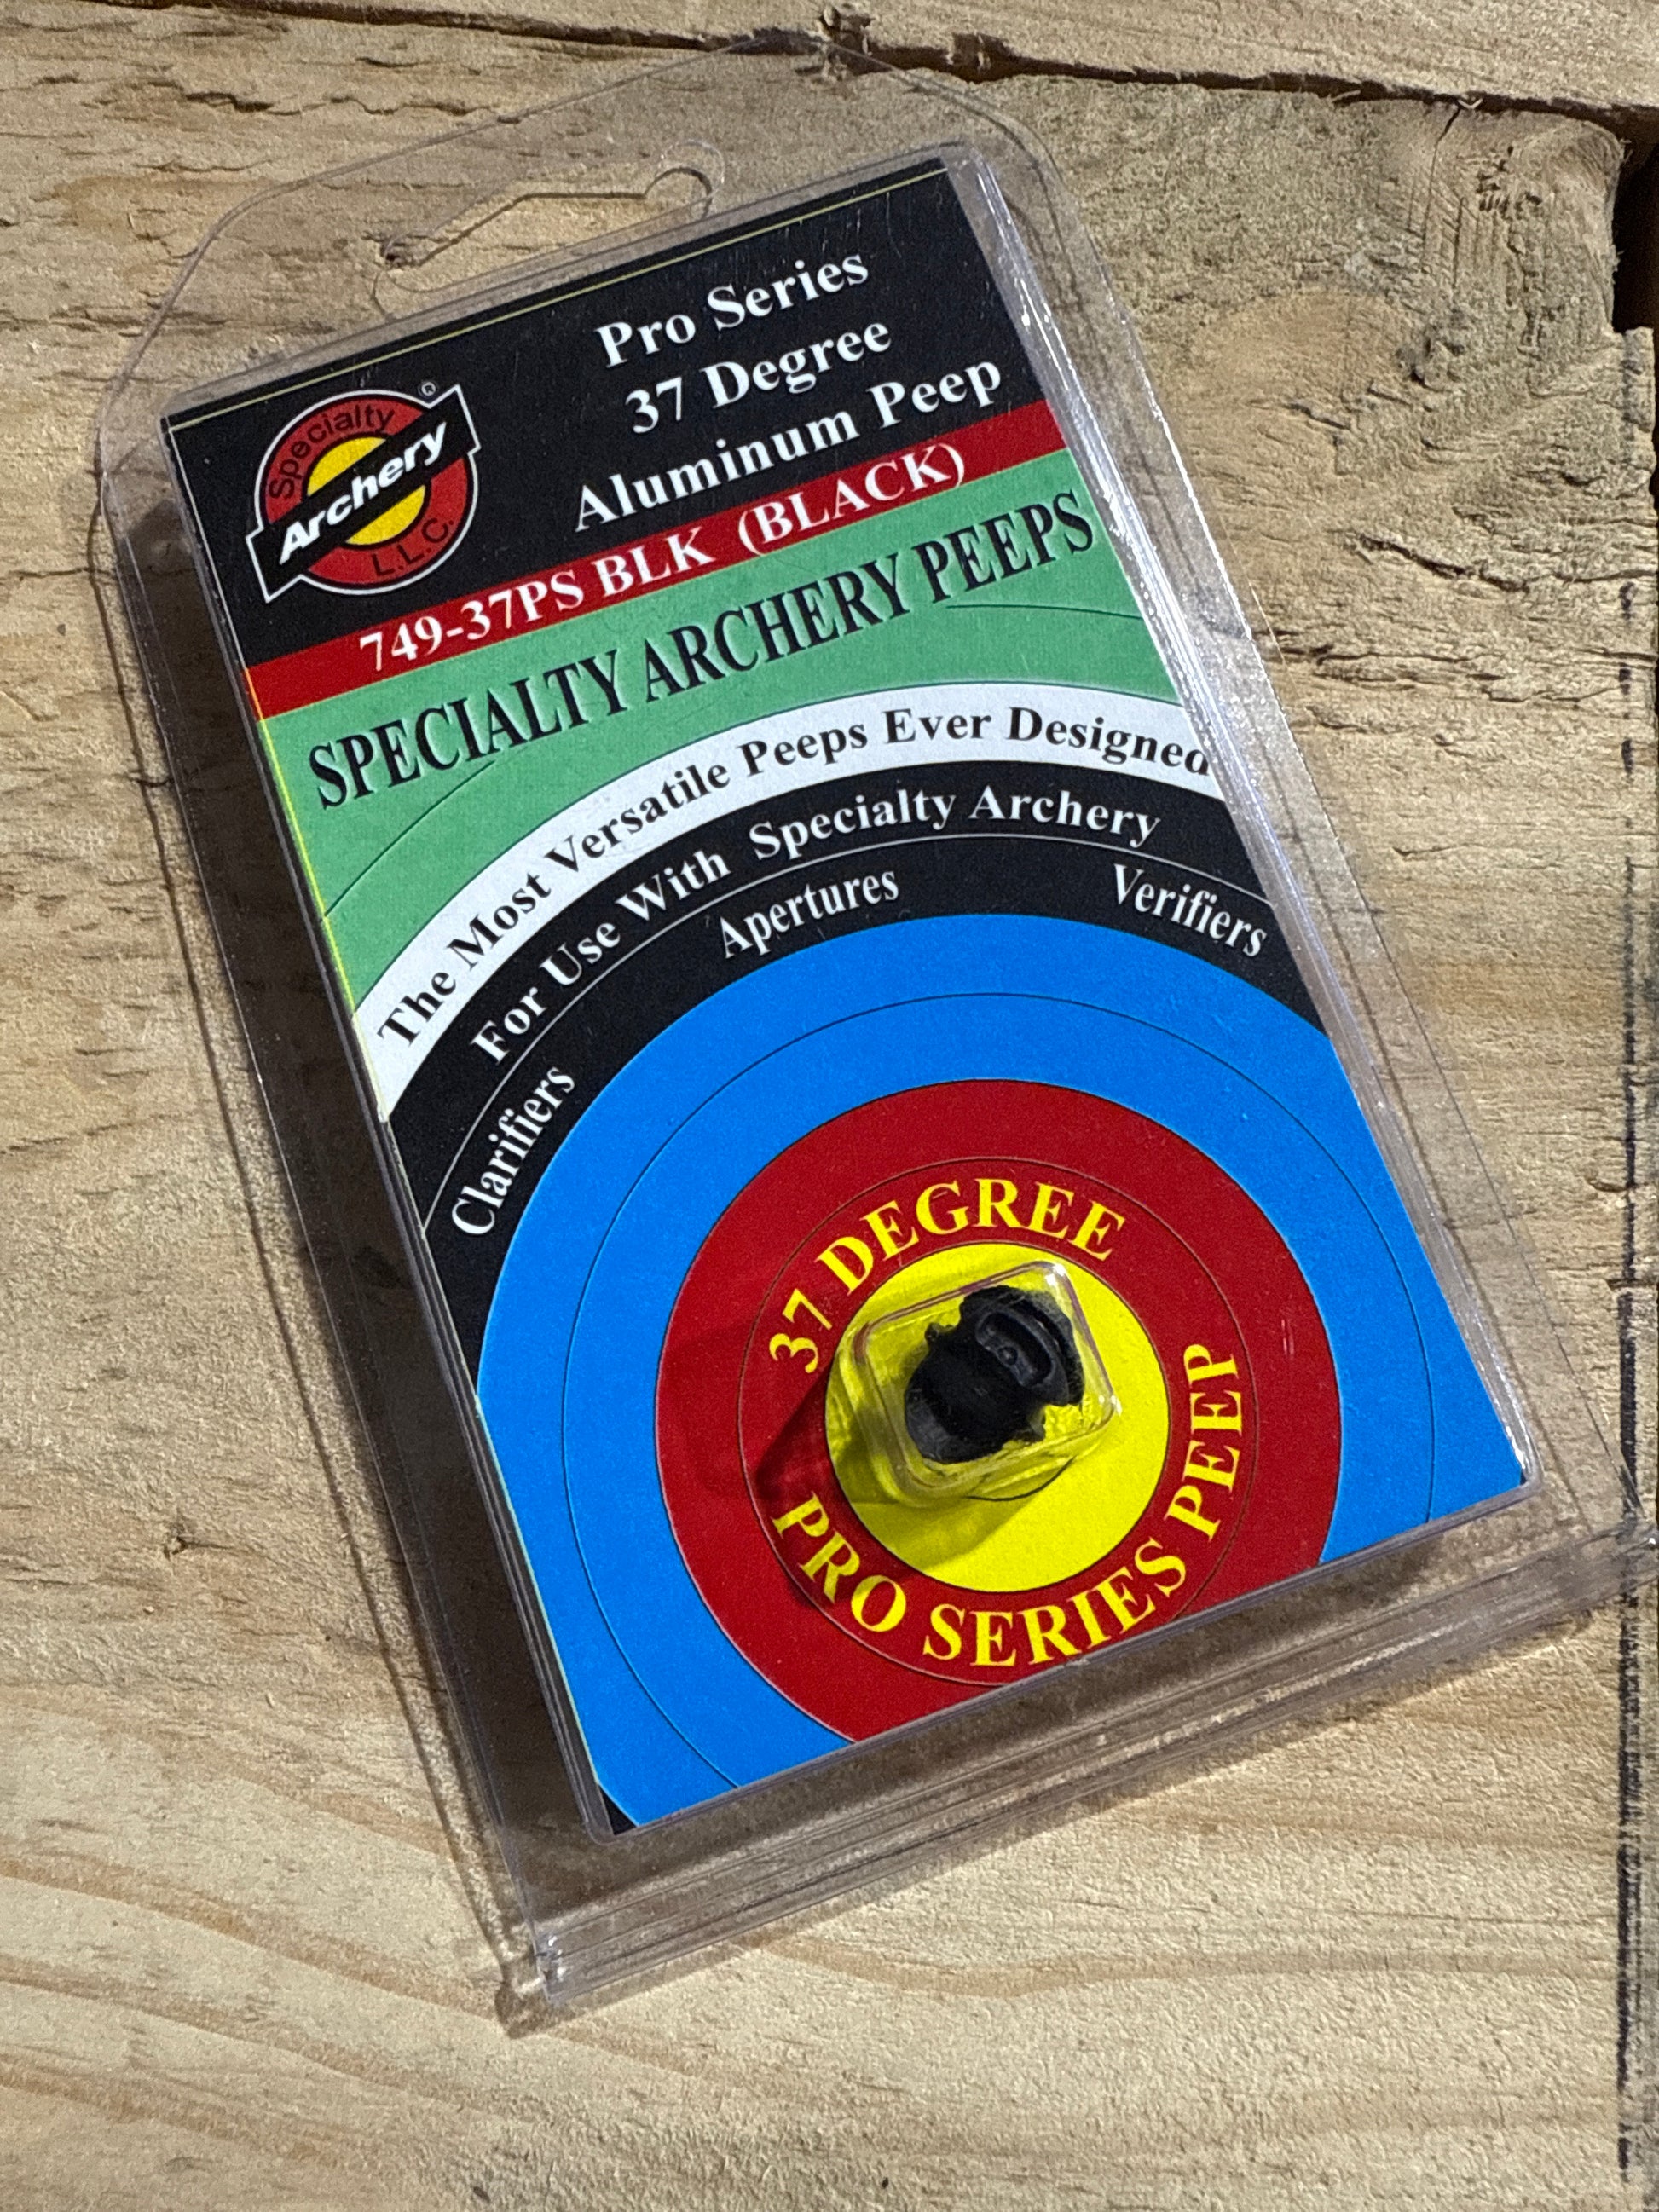 Pro Series
37 Degree
Aluminum Peep
Specialty
Archery
L.L.C.
®
749-37PS BLK (BLACK)
SPECIALTY ARCHERY PEEPS
The Most Versatile Peeps Ever Designed
For Use With Specialty Archery
Clarifiers Apertures Verifiers
37 DEGREE
PRO SERIES PEEP